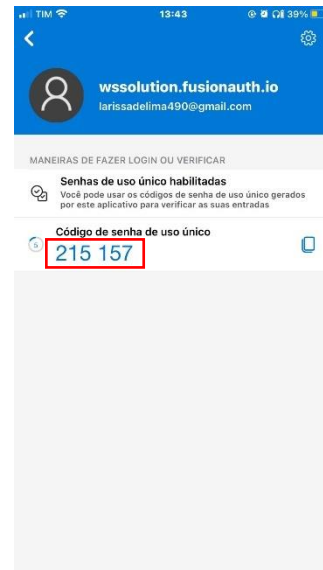 TIM 13:43 39%
wssolution.fusionauth.io
larissadelima490@gmail.com
MANEIRAS DE FAZER LOGIN OU VERIFICAR
Senhas de uso único habilitadas
Você pode usar os códigos de senha de uso único gerados
por este aplicativo para verificar as suas entradas
Código de senha de uso único
215 157